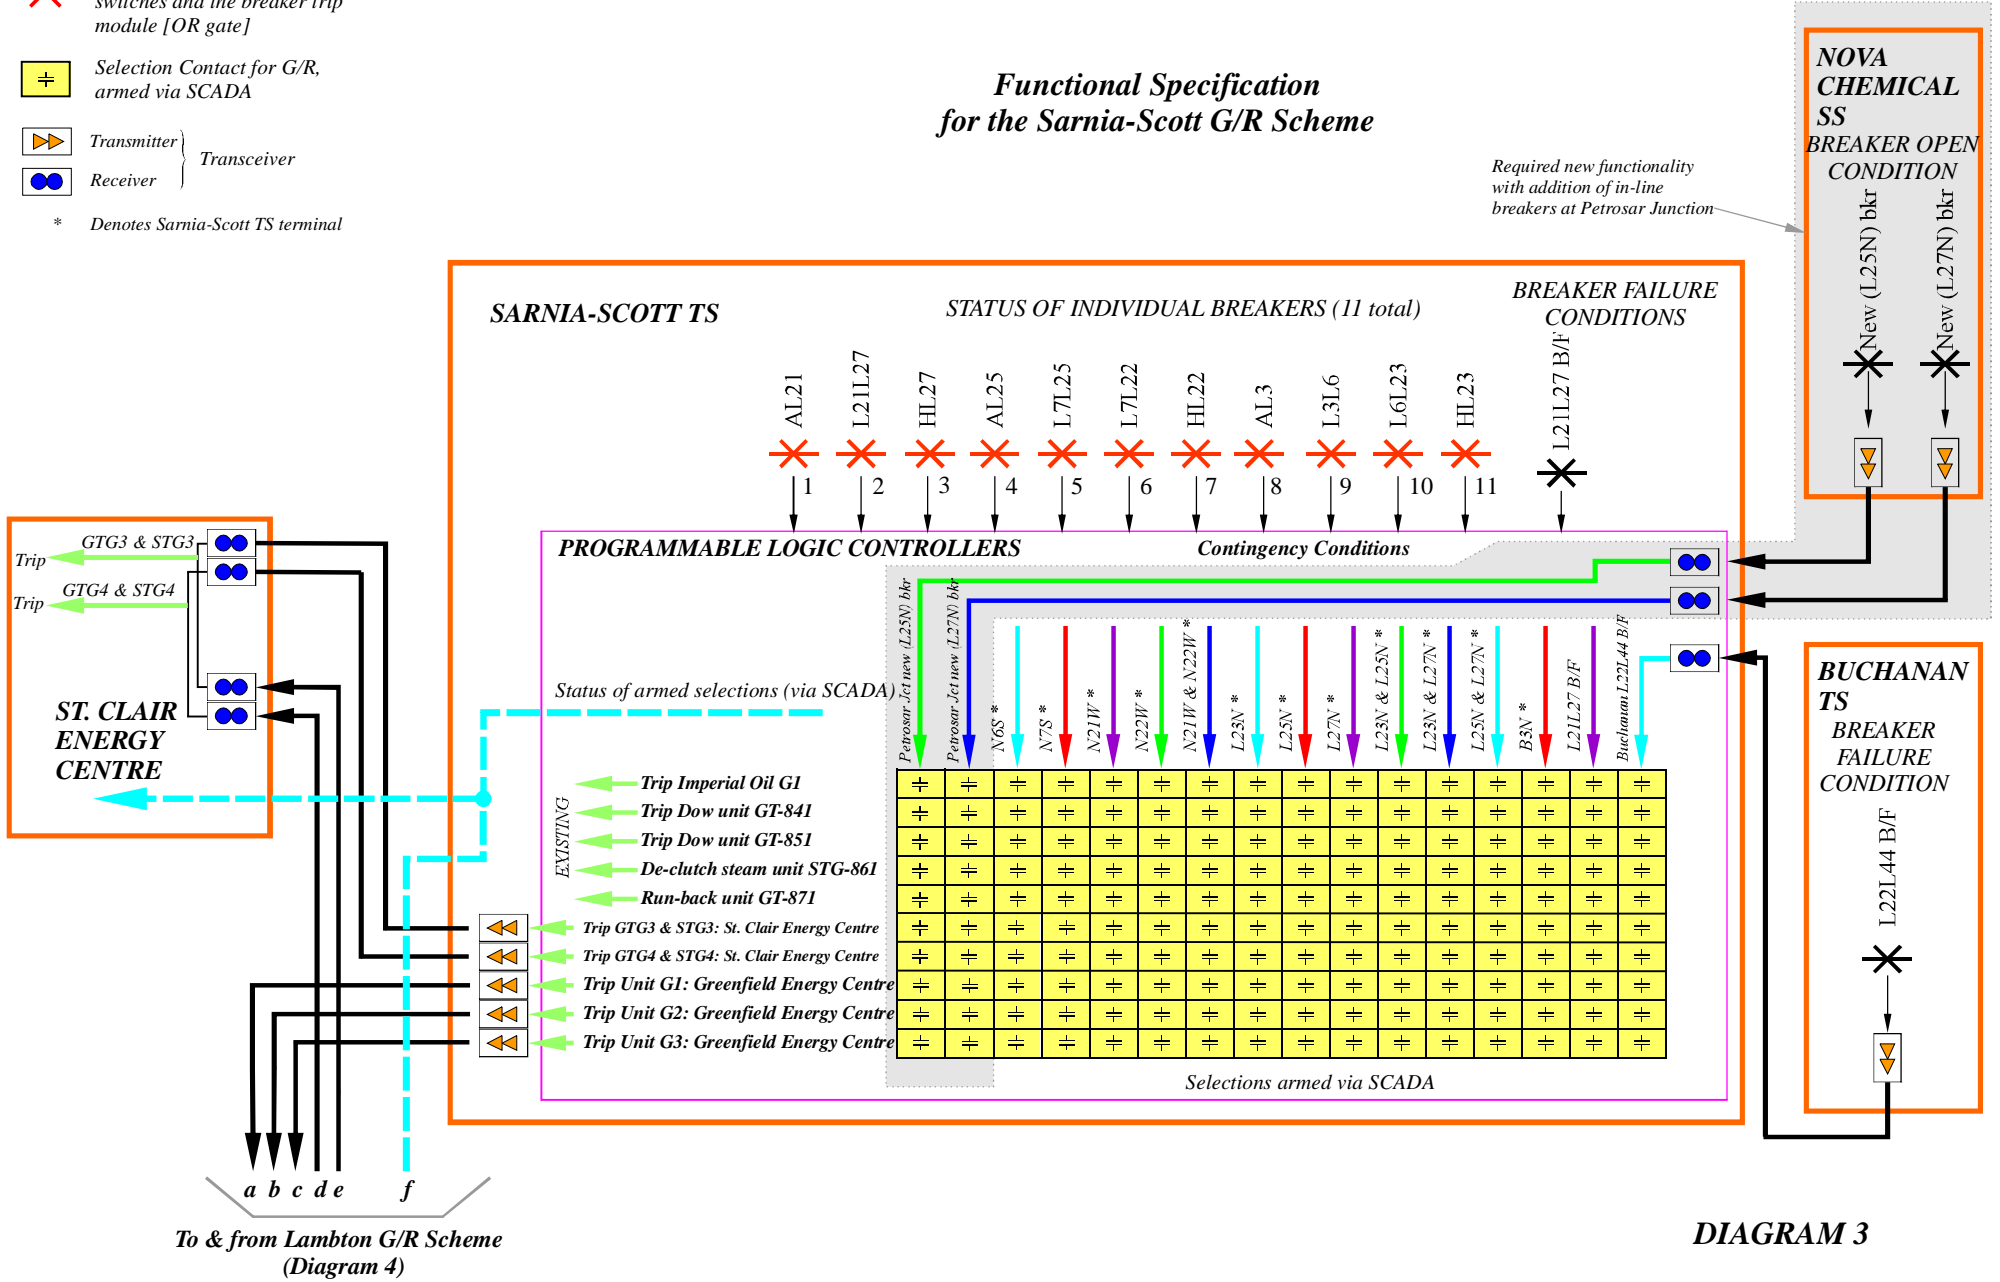 switches and the breaker trip
module [OR gate]
Selection Contact for G/R,
armed via SCADA
Transmitter
Receiver
Transceiver
* Denotes Sarnia-Scott TS terminal
Functional Specification
for the Sarnia-Scott G/R Scheme
Required new functionality
with addition of in-line
breakers at Petrosar Junction
NOVA
CHEMICAL
SS
BREAKER OPEN
CONDITION
New (L25N) bkr
New (L27N) bkr
SARNIA-SCOTT TS
STATUS OF INDIVIDUAL BREAKERS (11 total)
BREAKER FAILURE
CONDITIONS
AL21
L21L27
HL27
AL25
L7L25
L7L22
HL22
AL3
L3L6
L6L23
HL23
L21L27 B/F
1
2
3
4
5
6
7
8
9
10
11
PROGRAMMABLE LOGIC CONTROLLERS
Contingency Conditions
Petrosar Jct new (L25N) bkr
Petrosar Jct new (L27N) bkr
N6S *
N7S *
N21W *
N22W *
N21W & N22W *
L23N *
L25N *
L27N *
L23N & L25N *
L23N & L27N *
L25N & L27N *
B3N *
L21L27 B/F
Buchanan L22L44 B/F
GTG3 & STG3
Trip
GTG4 & STG4
Trip
ST. CLAIR
ENERGY
CENTRE
Status of armed selections (via SCADA)
EXISTING
Trip Imperial Oil G1
Trip Dow unit GT-841
Trip Dow unit GT-851
De-clutch steam unit STG-861
Run-back unit GT-871
Trip GTG3 & STG3: St. Clair Energy Centre
Trip GTG4 & STG4: St. Clair Energy Centre
Trip Unit G1: Greenfield Energy Centre
Trip Unit G2: Greenfield Energy Centre
Trip Unit G3: Greenfield Energy Centre
Selections armed via SCADA
BUCHANAN
TS
BREAKER
FAILURE
CONDITION
L22L44 B/F
a b c d e f
To & from Lambton G/R Scheme
(Diagram 4)
DIAGRAM 3